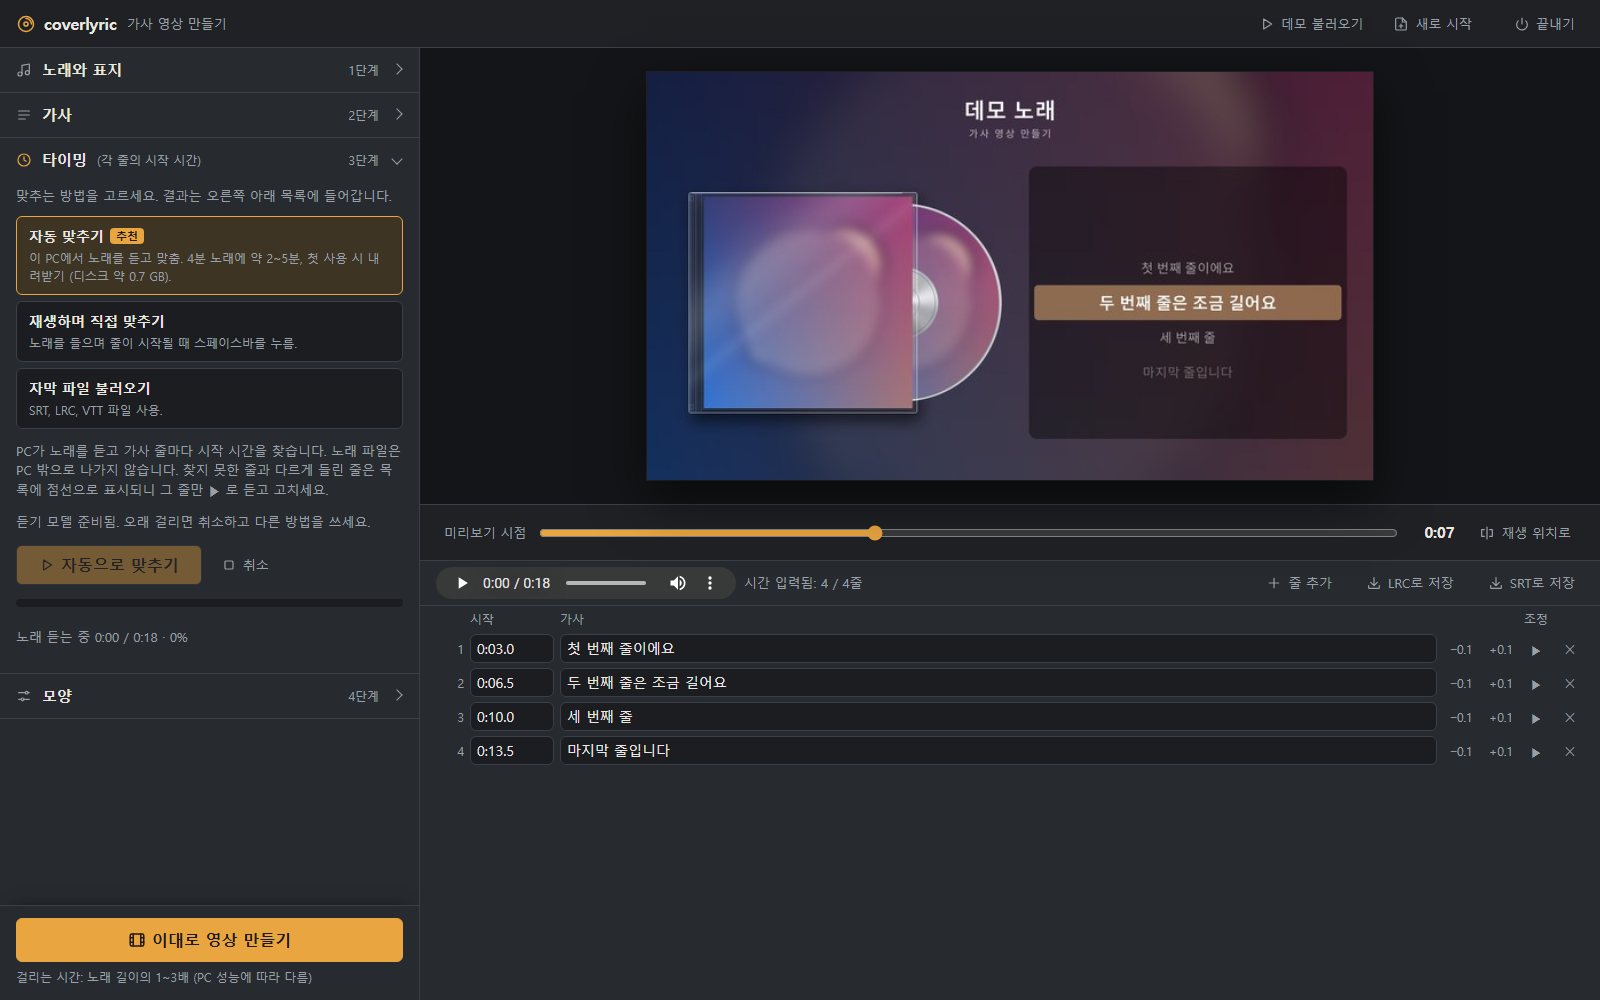 coverlyric 가사 영상 만들기
데모 불러오기
새로 시작
끝내기
노래와 표지
1단계
가사
2단계
타이밍 (각 줄의 시작 시간)
3단계
맞추는 방법을 고르세요. 결과는 오른쪽 아래 목록에 들어갑니다.
자동 맞추기 추천
이 PC에서 노래를 듣고 맞춤. 4분 노래에 약 2~5분, 첫 사용 시 내
려받기 (디스크 약 0.7 GB).
재생하며 직접 맞추기
노래를 들으며 줄이 시작될 때 스페이스바를 누름.
자막 파일 불러오기
SRT, LRC, VTT 파일 사용.
PC가 노래를 듣고 가사 줄마다 시작 시간을 찾습니다. 노래 파일은
PC 밖으로 나가지 않습니다. 찾지 못한 줄과 다르게 들린 줄은 목
록에 점선으로 표시되니 그 줄만 ▶ 로 듣고 고치세요.
듣기 모델 준비됨. 오래 걸리면 취소하고 다른 방법을 쓰세요.
자동으로 맞추기
취소
노래 듣는 중 0:00 / 0:18 · 0%
모양
4단계
이대로 영상 만들기
걸리는 시간: 노래 길이의 1~3배 (PC 성능에 따라 다름)
데모 노래
가사 영상 만들기
첫 번째 줄이에요
두 번째 줄은 조금 길어요
세 번째 줄
마지막 줄입니다
미리보기 시점
0:07
재생 위치로
0:00 / 0:18
시간 입력됨: 4 / 4줄
줄 추가
LRC로 저장
SRT로 저장
시작 가사 조정
1 0:03.0 첫 번째 줄이에요 −0.1 +0.1
2 0:06.5 두 번째 줄은 조금 길어요 −0.1 +0.1
3 0:10.0 세 번째 줄 −0.1 +0.1
4 0:13.5 마지막 줄입니다 −0.1 +0.1